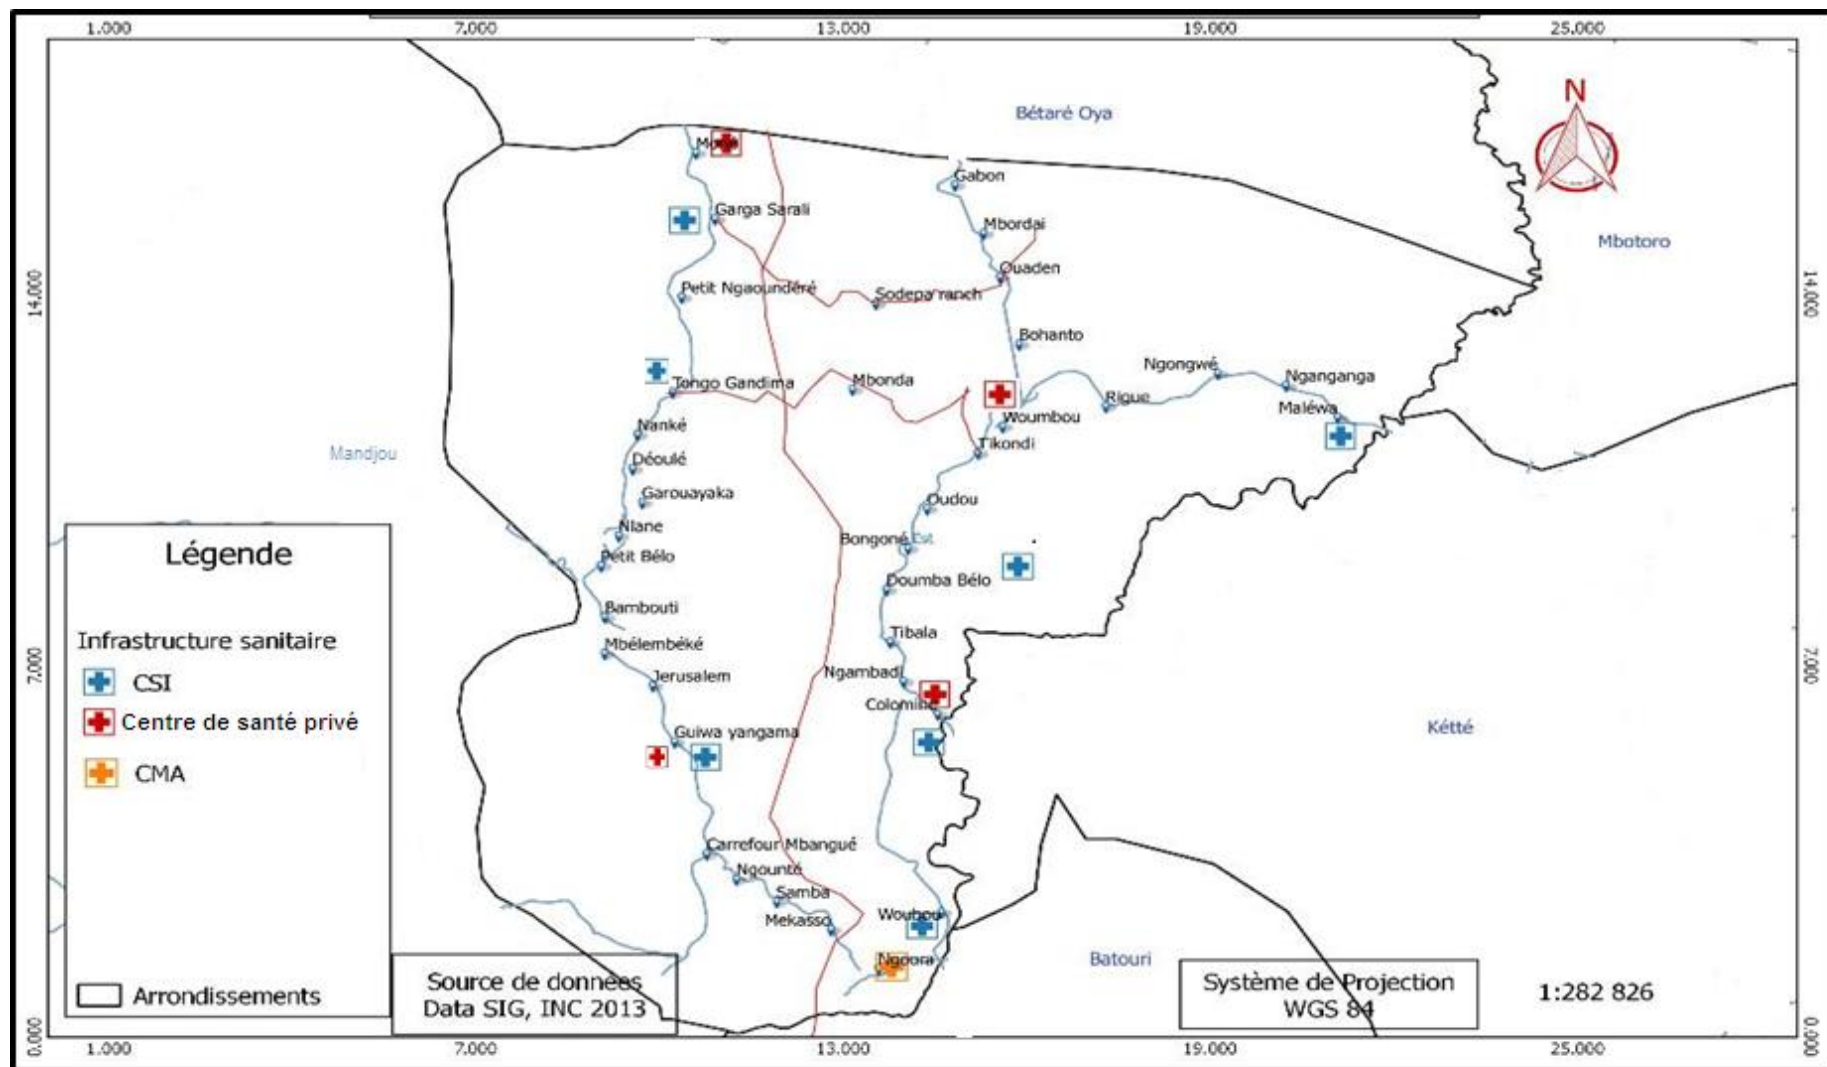 1.000 7.000 13.000 19.000 25.000
N
Bétaré Oya
Gabon
Garga Sarali
Mbordai
Mbotoro
Ouaden
Petit Ngaoundéré
Sodepa ranch
14.000
14.000
Bohanto
Ngongwé
Nganganga
Tongo Gandima
Mbonda
Rigue
Maléwa
Woumbou
Nanké
Tikondi
Mandjou
Déoulé
Garouayaka
Oudou
Nlane
Bongoné Cst
Petit Bélo
Doumba Bélo
Bambouti
Tibala
Mbélembéké
Jerusalem
Ngambadi
7.000
7.000
Colomine
Guiwa yangama
Kétté
Carrefour Mbangué
Ngounté
Samba
Mekasso
Woubou
Ngoora
Batouri
Légende
Infrastructure sanitaire
CSI
Centre de santé privé
CMA
Arrondissements
Source de données
Data SIG, INC 2013
Système de Projection
WGS 84
1:282 826
0.000
0.000
1.000 7.000 13.000 19.000 25.000